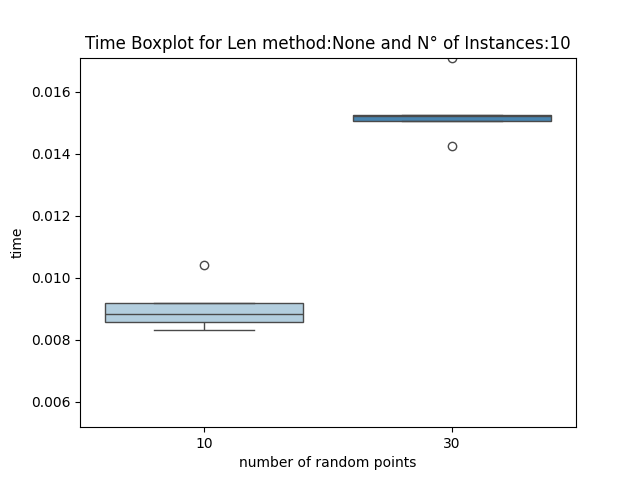 Time Boxplot for Len method:None and N° of Instances:10
0.016
0.014
0.012
0.010
0.008
0.006
time
10 30
number of random points